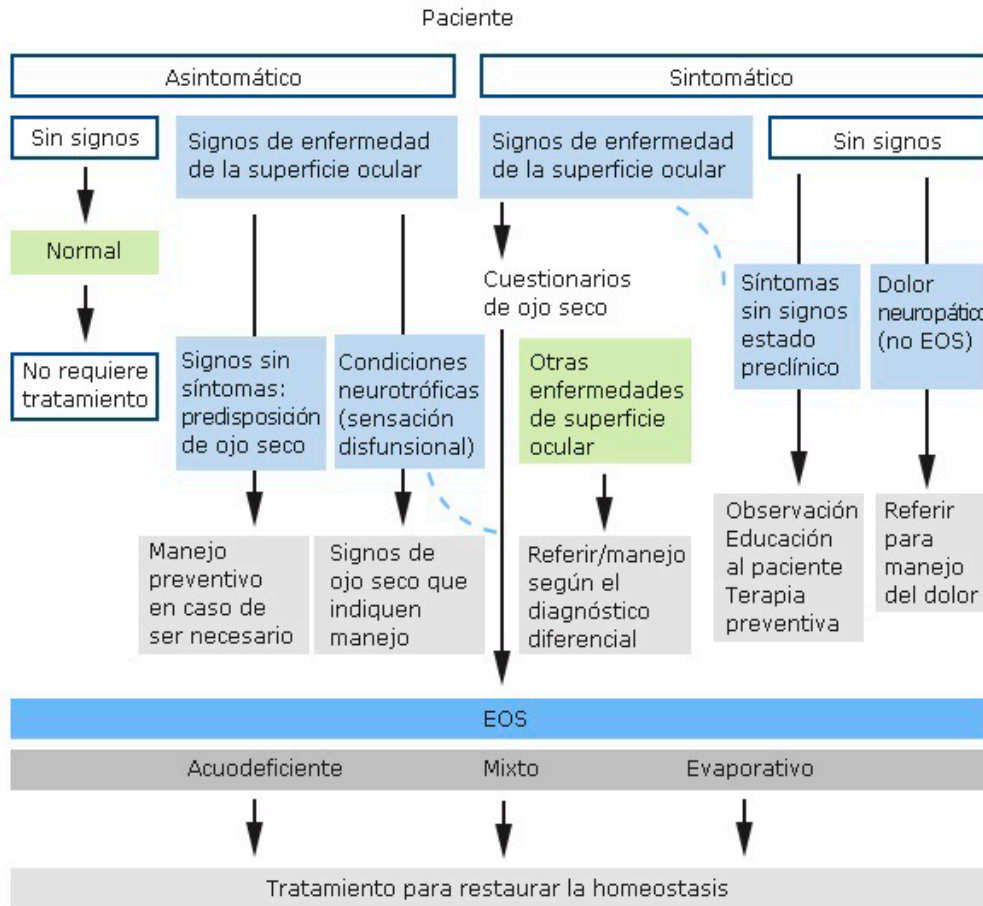 Paciente
Asintomático
Sintomático
Sin signos
Signos de enfermedad
de la superficie ocular
Signos de enfermedad
de la superficie ocular
Sin signos
Normal
No requiere
tratamiento
Signos sin
síntomas:
predisposición
de ojo seco
Condiciones
neurotróficas
(sensación
disfunsional)
Cuestionarios
de ojo seco
Otras
enfermedades
de superficie
ocular
Síntomas
sin signos
estado
preclínico
Dolor
neuropático
(no EOS)
Manejo
preventivo
en caso de
ser necesario
Signos de
ojo seco que
indiquen
manejo
Referir/manejo
según el
diagnóstico
diferencial
Observación
Educación
al paciente
Terapia
preventiva
Referir
para
manejo
del dolor
EOS
Acuodeficiente
Mixto
Evaporativo
Tratamiento para restaurar la homeostasis